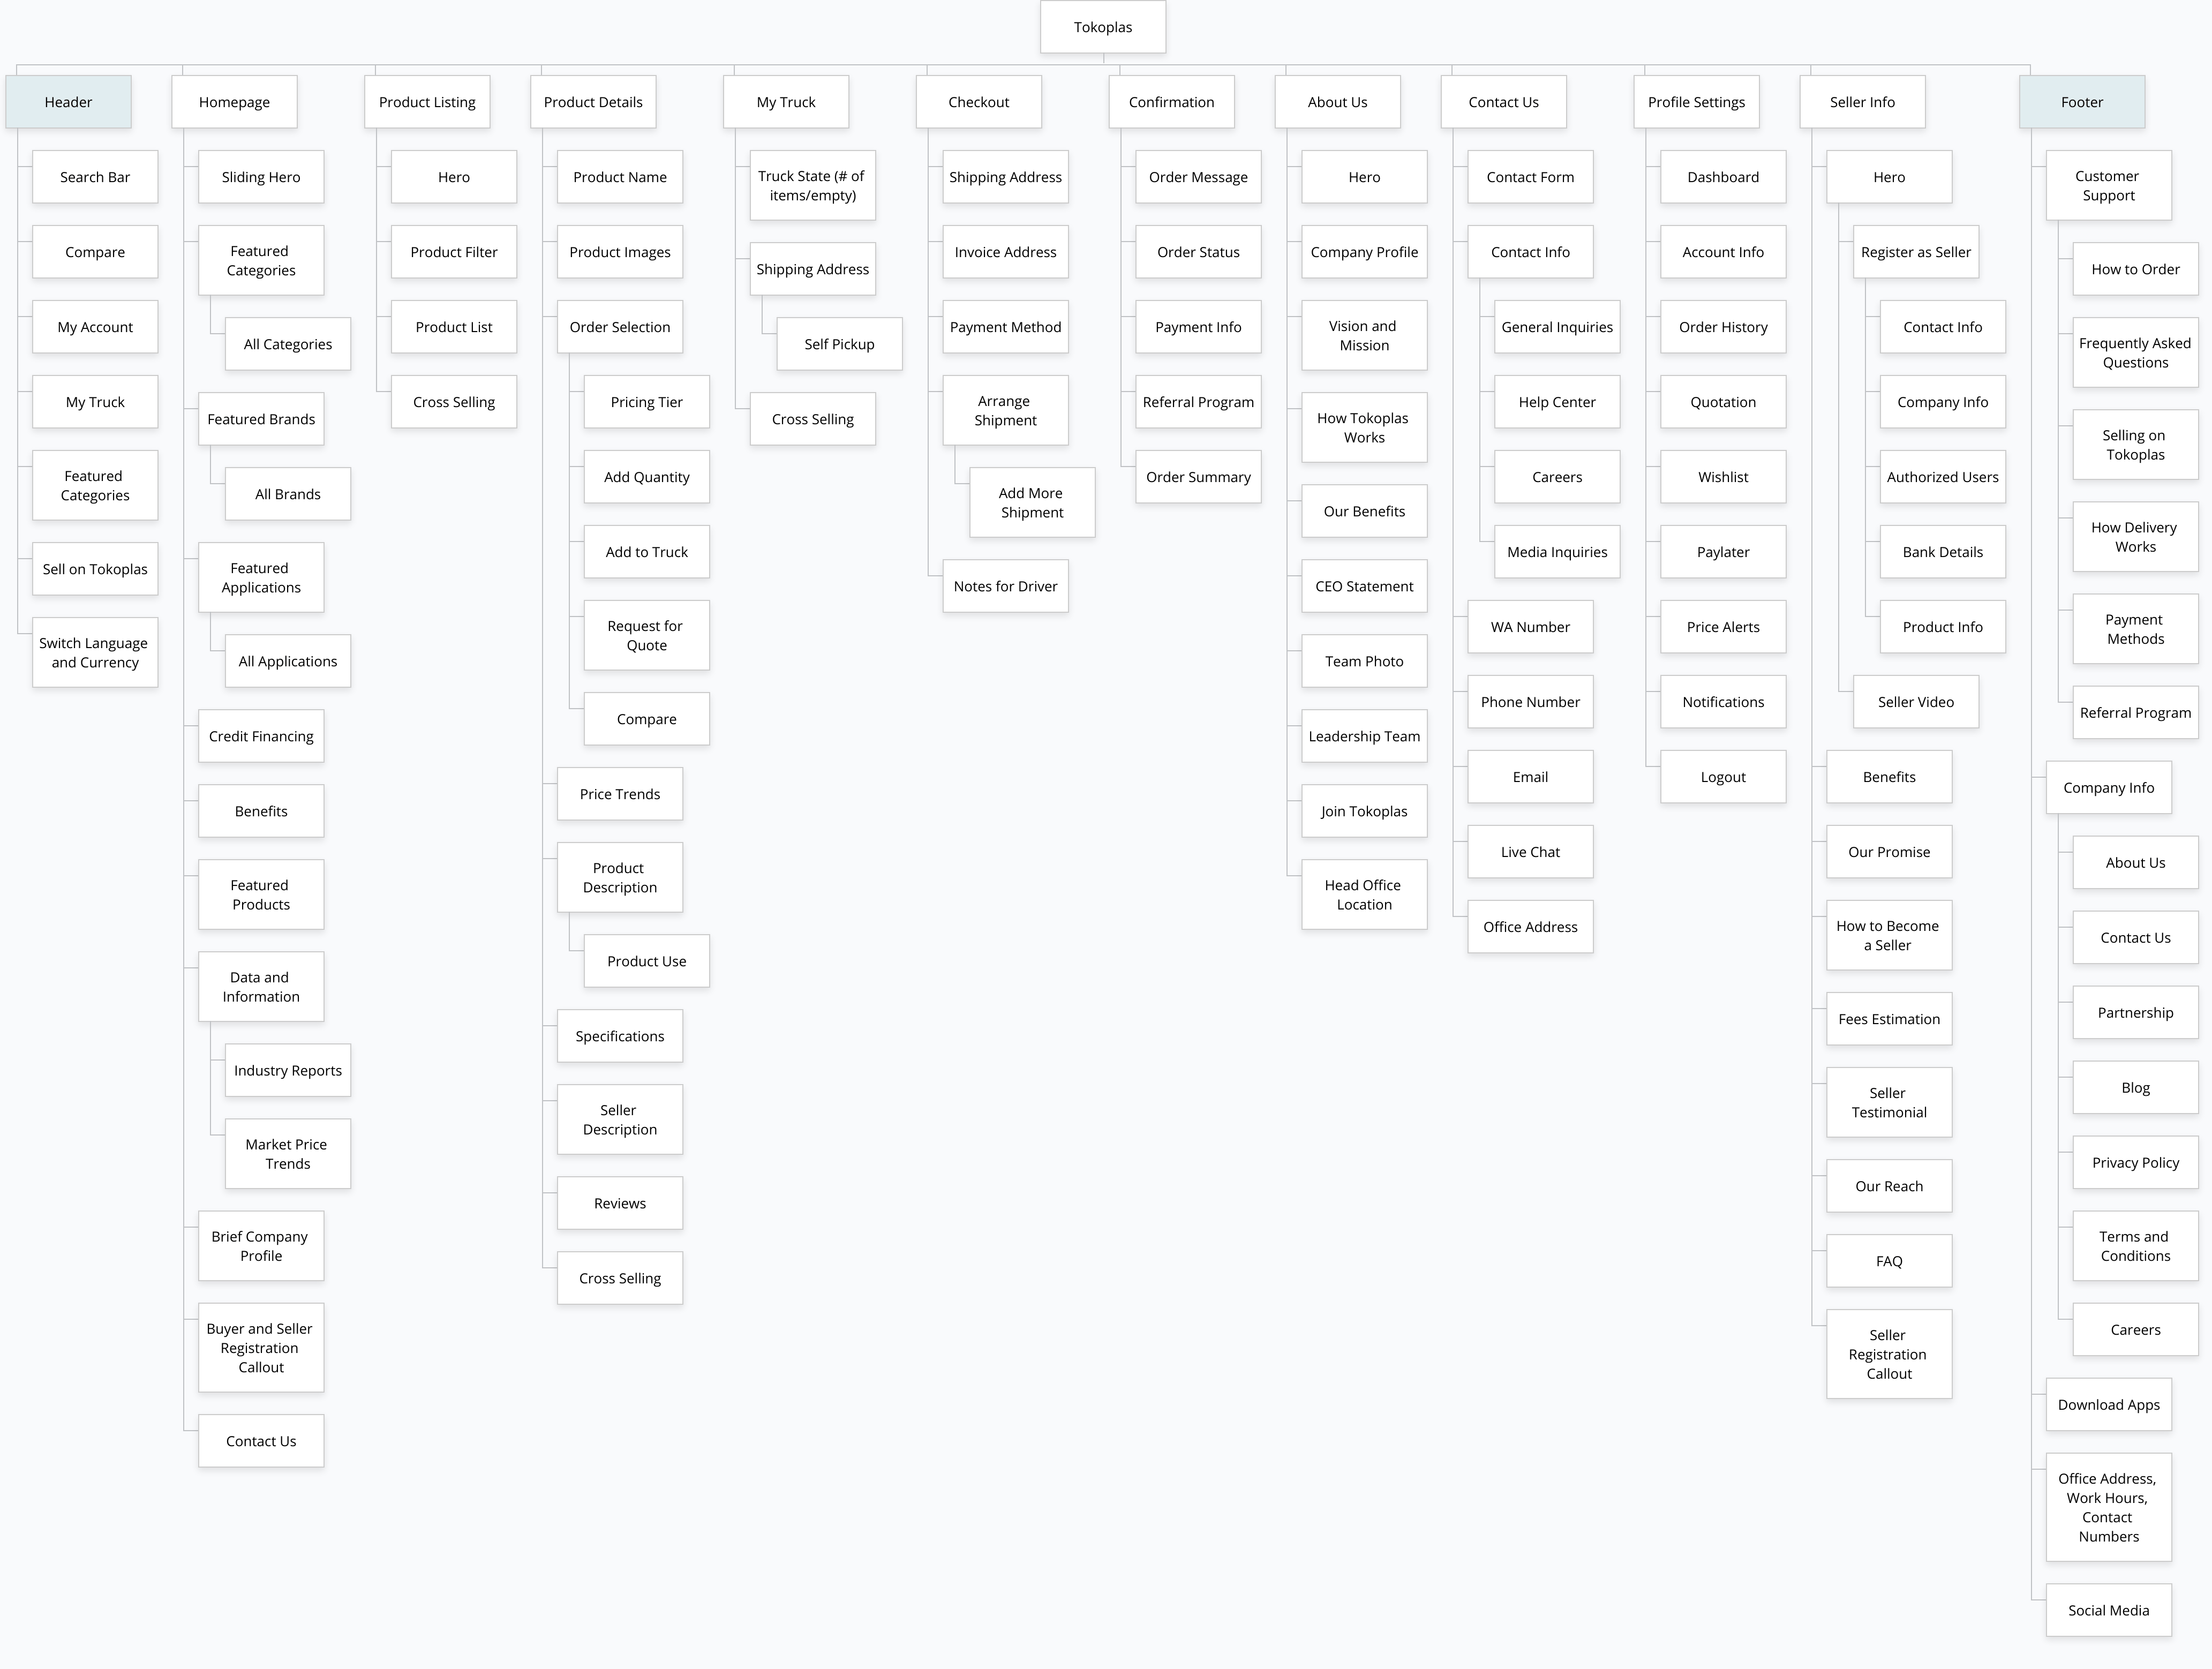 Tokoplas
Header
Search Bar
Compare
My Account
My Truck
Featured
Categories
Sell on Tokoplas
Switch Language
and Currency
Homepage
Sliding Hero
Featured
Categories
All Categories
Featured Brands
All Brands
Featured
Applications
All Applications
Credit Financing
Benefits
Featured
Products
Data and
Information
Industry Reports
Market Price
Trends
Brief Company
Profile
Buyer and Seller
Registration
Callout
Contact Us
Product Listing
Hero
Product Filter
Product List
Cross Selling
Product Details
Product Name
Product Images
Order Selection
Pricing Tier
Add Quantity
Add to Truck
Request for
Quote
Compare
Price Trends
Product
Description
Product Use
Specifications
Seller
Description
Reviews
Cross Selling
My Truck
Truck State (# of
items/empty)
Shipping Address
Self Pickup
Cross Selling
Checkout
Shipping Address
Invoice Address
Payment Method
Arrange
Shipment
Add More
Shipment
Notes for Driver
Confirmation
Order Message
Order Status
Payment Info
Referral Program
Order Summary
About Us
Hero
Company Profile
Vision and
Mission
How Tokoplas
Works
Our Benefits
CEO Statement
Team Photo
Leadership Team
Join Tokoplas
Head Office
Location
Contact Us
Contact Form
Contact Info
General Inquiries
Help Center
Careers
Media Inquiries
WA Number
Phone Number
Email
Live Chat
Office Address
Profile Settings
Dashboard
Account Info
Order History
Quotation
Wishlist
Paylater
Price Alerts
Notifications
Logout
Seller Info
Hero
Register as Seller
Contact Info
Company Info
Authorized Users
Bank Details
Product Info
Seller Video
Benefits
Our Promise
How to Become
a Seller
Fees Estimation
Seller
Testimonial
Our Reach
FAQ
Seller
Registration
Callout
Footer
Customer
Support
How to Order
Frequently Asked
Questions
Selling on
Tokoplas
How Delivery
Works
Payment
Methods
Referral Program
Company Info
About Us
Contact Us
Partnership
Blog
Privacy Policy
Terms and
Conditions
Careers
Download Apps
Office Address,
Work Hours,
Contact
Numbers
Social Media